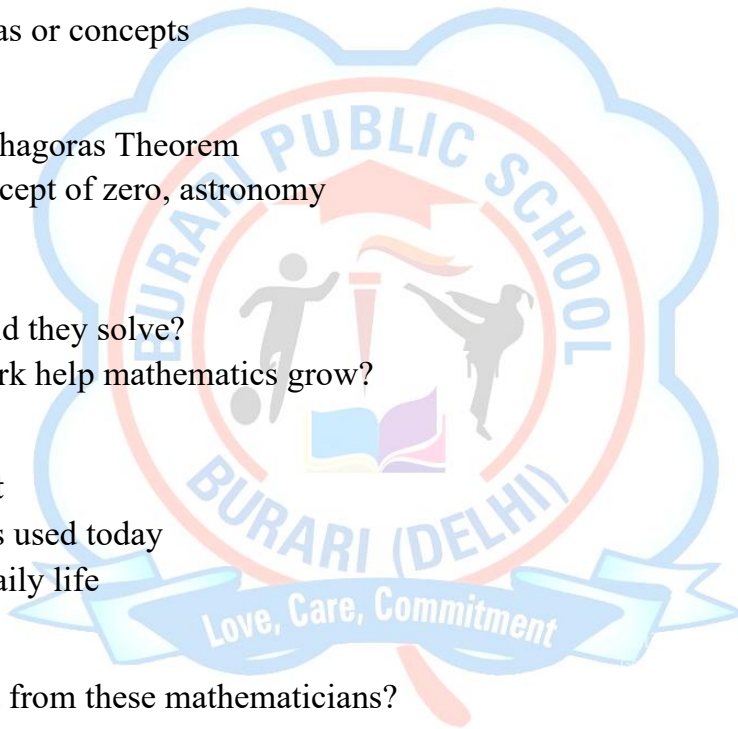 as or concepts
BURARI PUBLIC SCHOOL
hagoras Theorem
cept of zero, astronomy
d they solve?
rk help mathematics grow?
t
s used today
aily life
BURARI (DELHI)
Love, Care, Commitment
from these mathematicians?